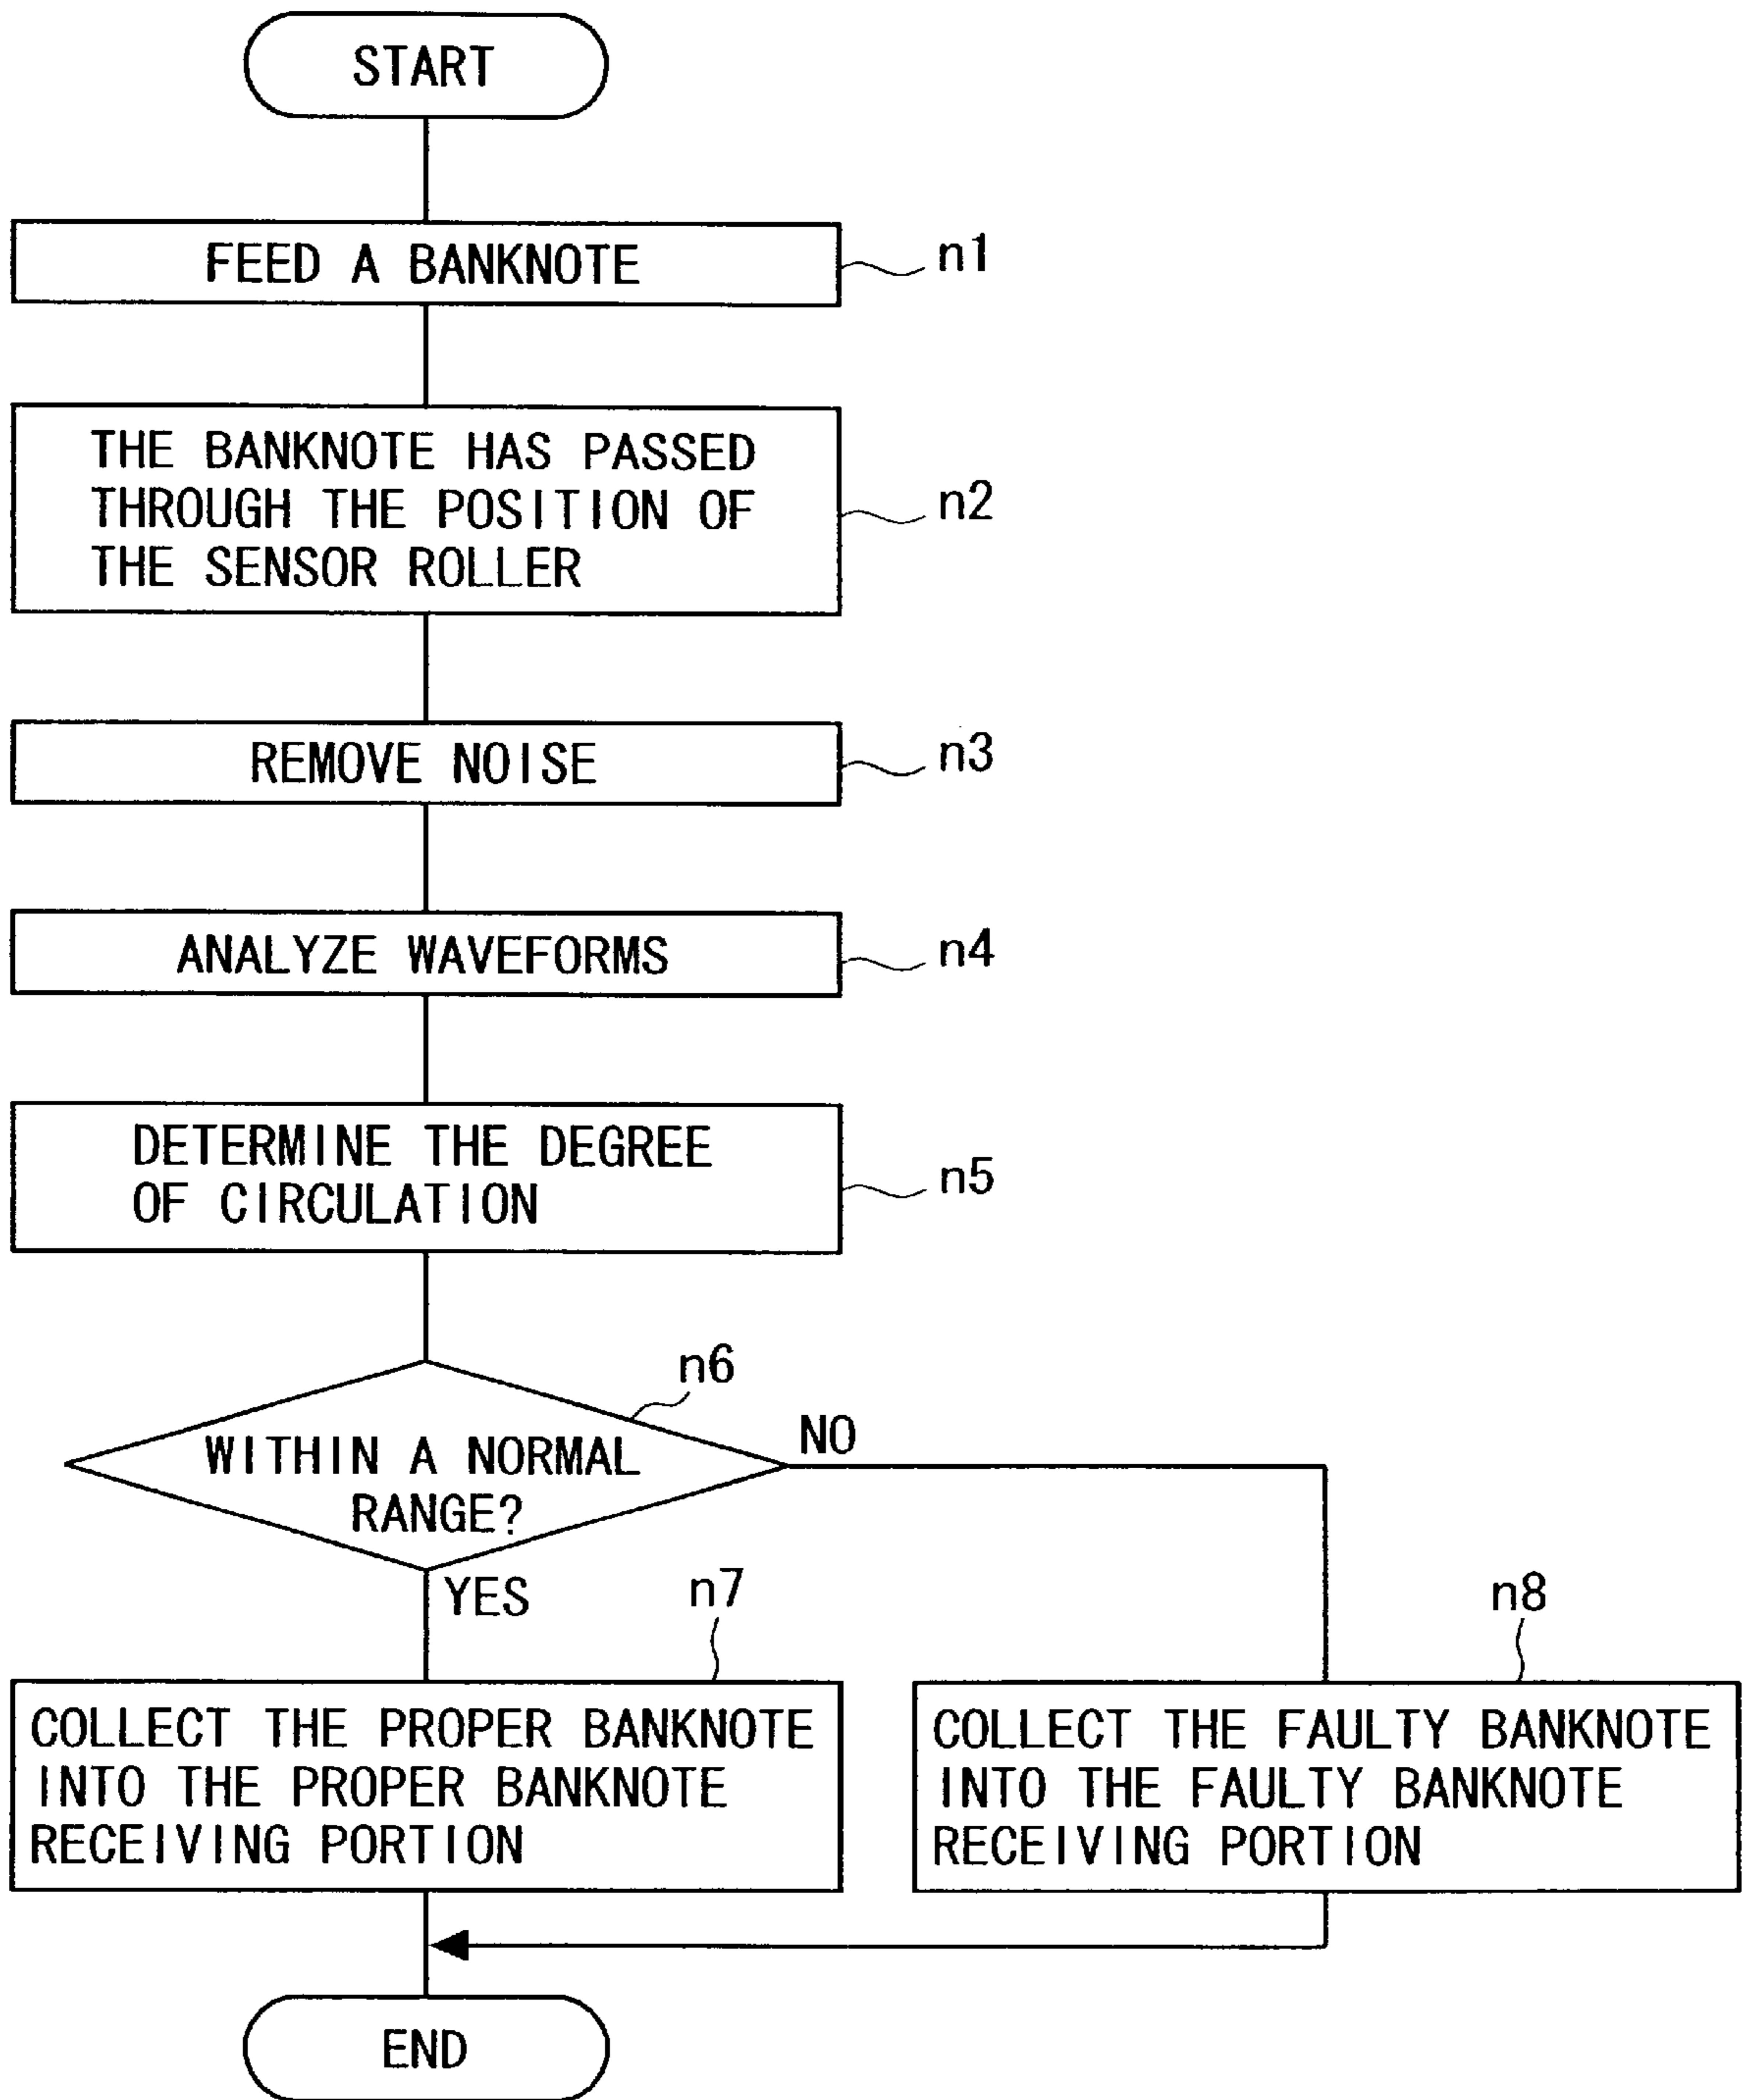 START
FEED A BANKNOTE
n1
THE BANKNOTE HAS PASSED
THROUGH THE POSITION OF
THE SENSOR ROLLER
n2
REMOVE NOISE
n3
ANALYZE WAVEFORMS
n4
DETERMINE THE DEGREE
OF CIRCULATION
n5
n6
WITHIN A NORMAL
RANGE?
NO
YES
n7
COLLECT THE PROPER BANKNOTE
INTO THE PROPER BANKNOTE
RECEIVING PORTION
n8
COLLECT THE FAULTY BANKNOTE
INTO THE FAULTY BANKNOTE
RECEIVING PORTION
END